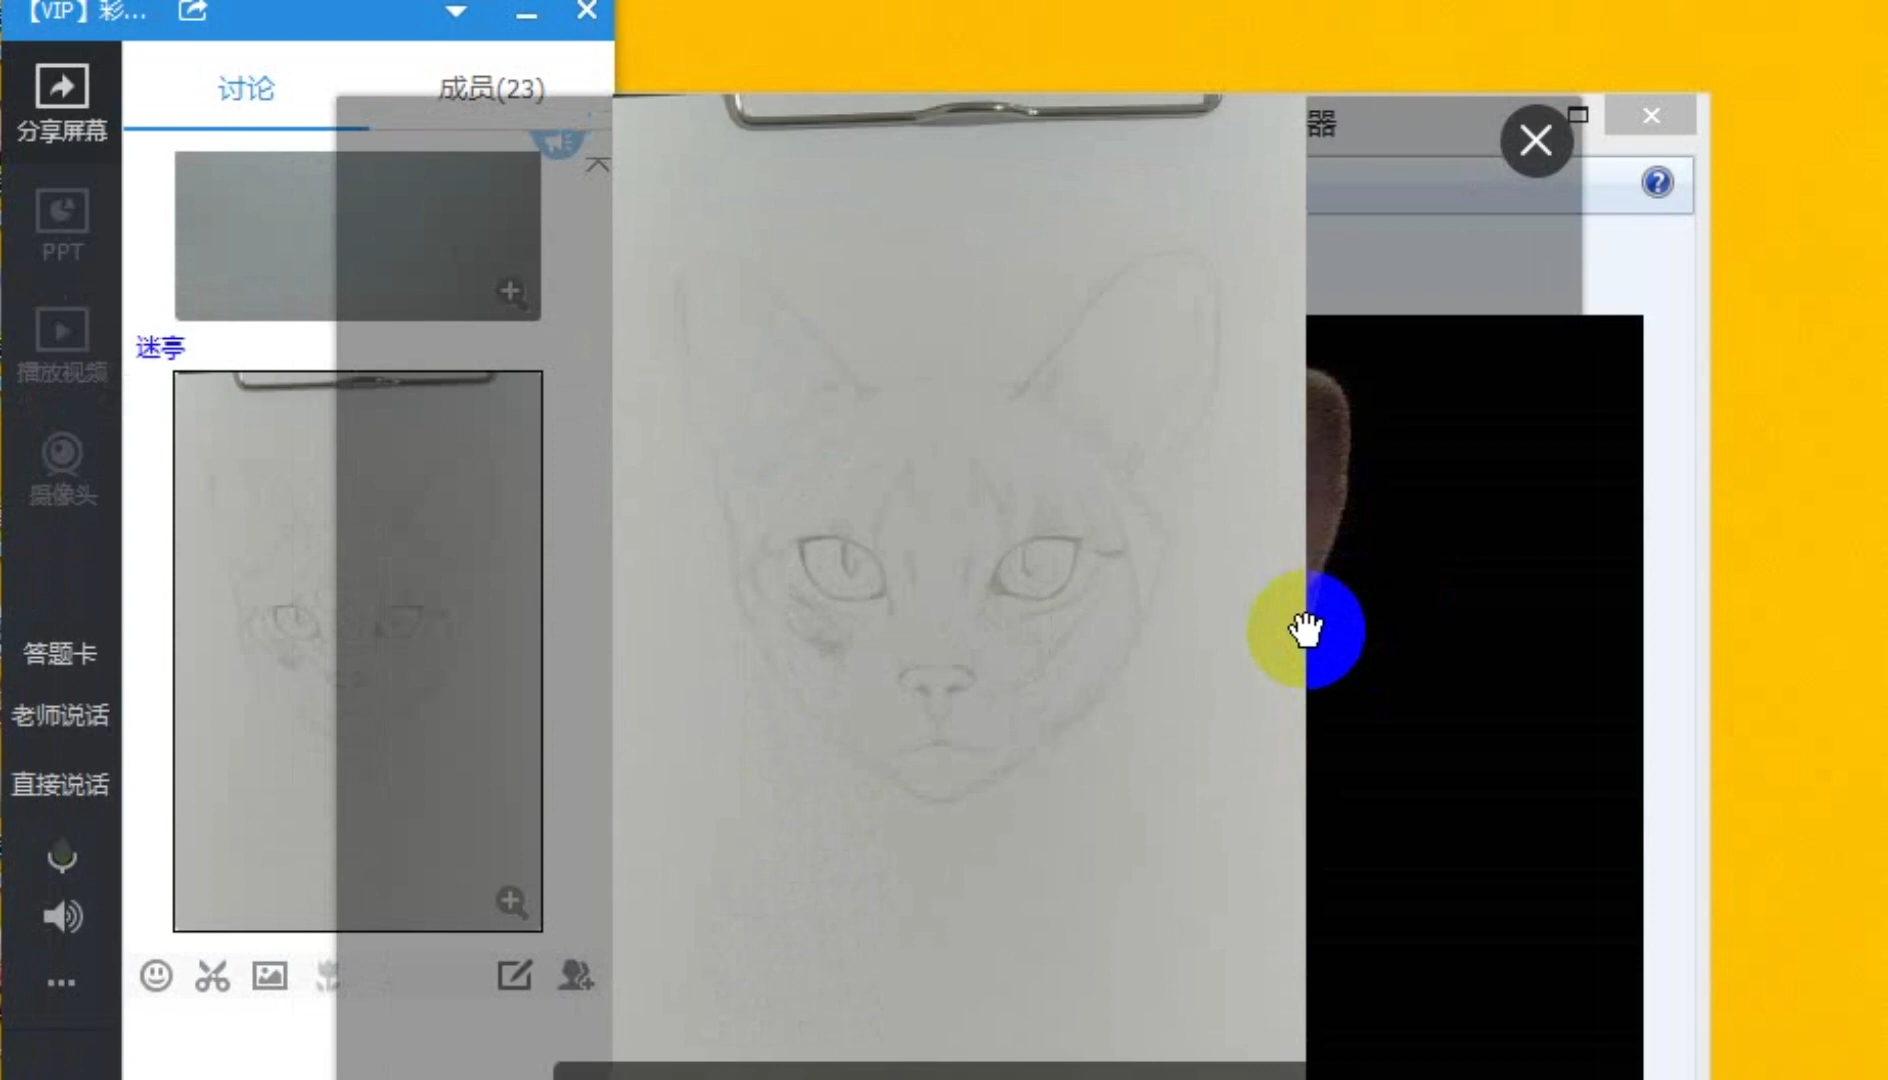 【VIP】彩...
讨论
成员(23)
分享屏幕
PPT
播放视频
摄像头
迷亭
答题卡
老师说话
直接说话
器